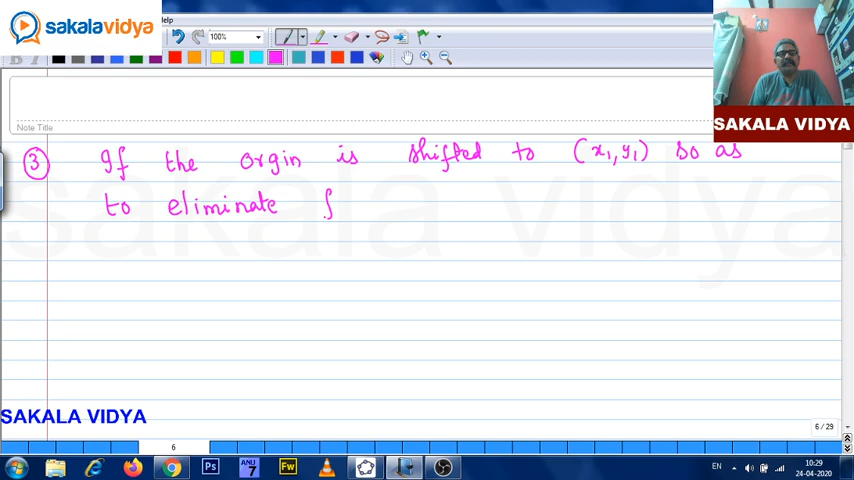 sakalavidya
Help
100%
SAKALA VIDYA
Note Title
3 If the orgin is shifted to (x1, y1) so as
to eliminate f
SAKALA VIDYA
6 / 29
6
EN
10:29
24-04-2020